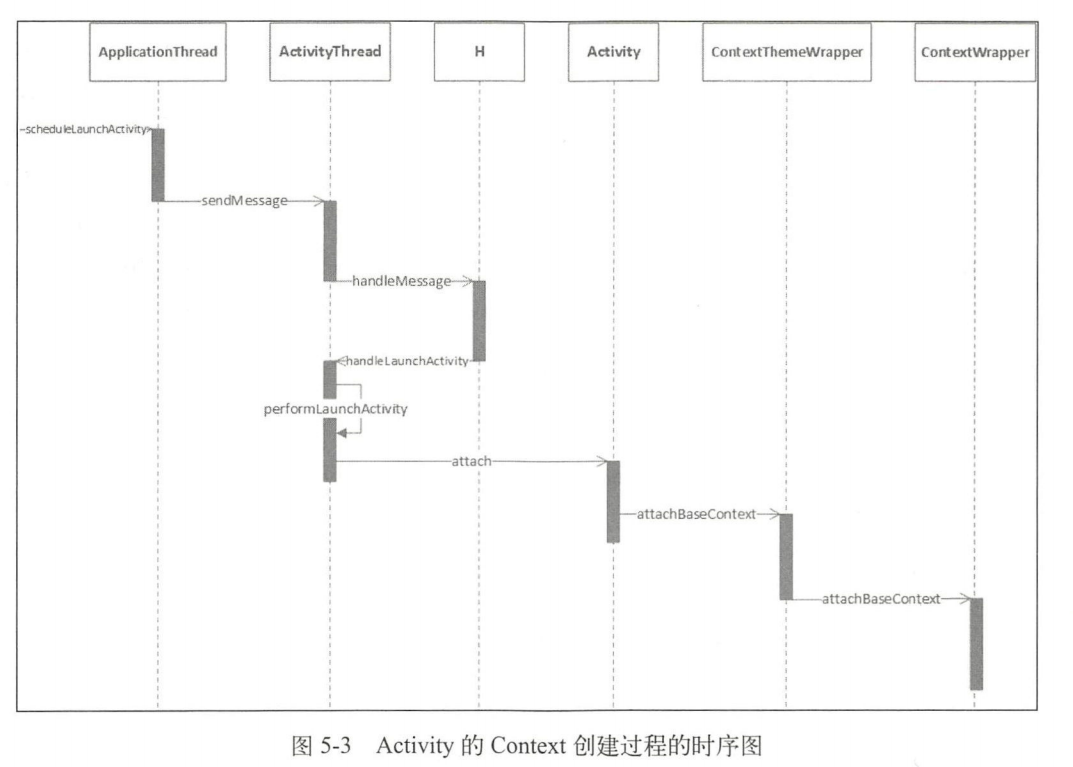 ApplicationThread
ActivityThread
H
Activity
ContextThemeWrapper
ContextWrapper
scheduleLaunchActivity
sendMessage
handleMessage
handleLaunchActivity
performLaunchActivity
attach
attachBaseContext
attachBaseContext
图 5-3 Activity 的 Context 创建过程的时序图